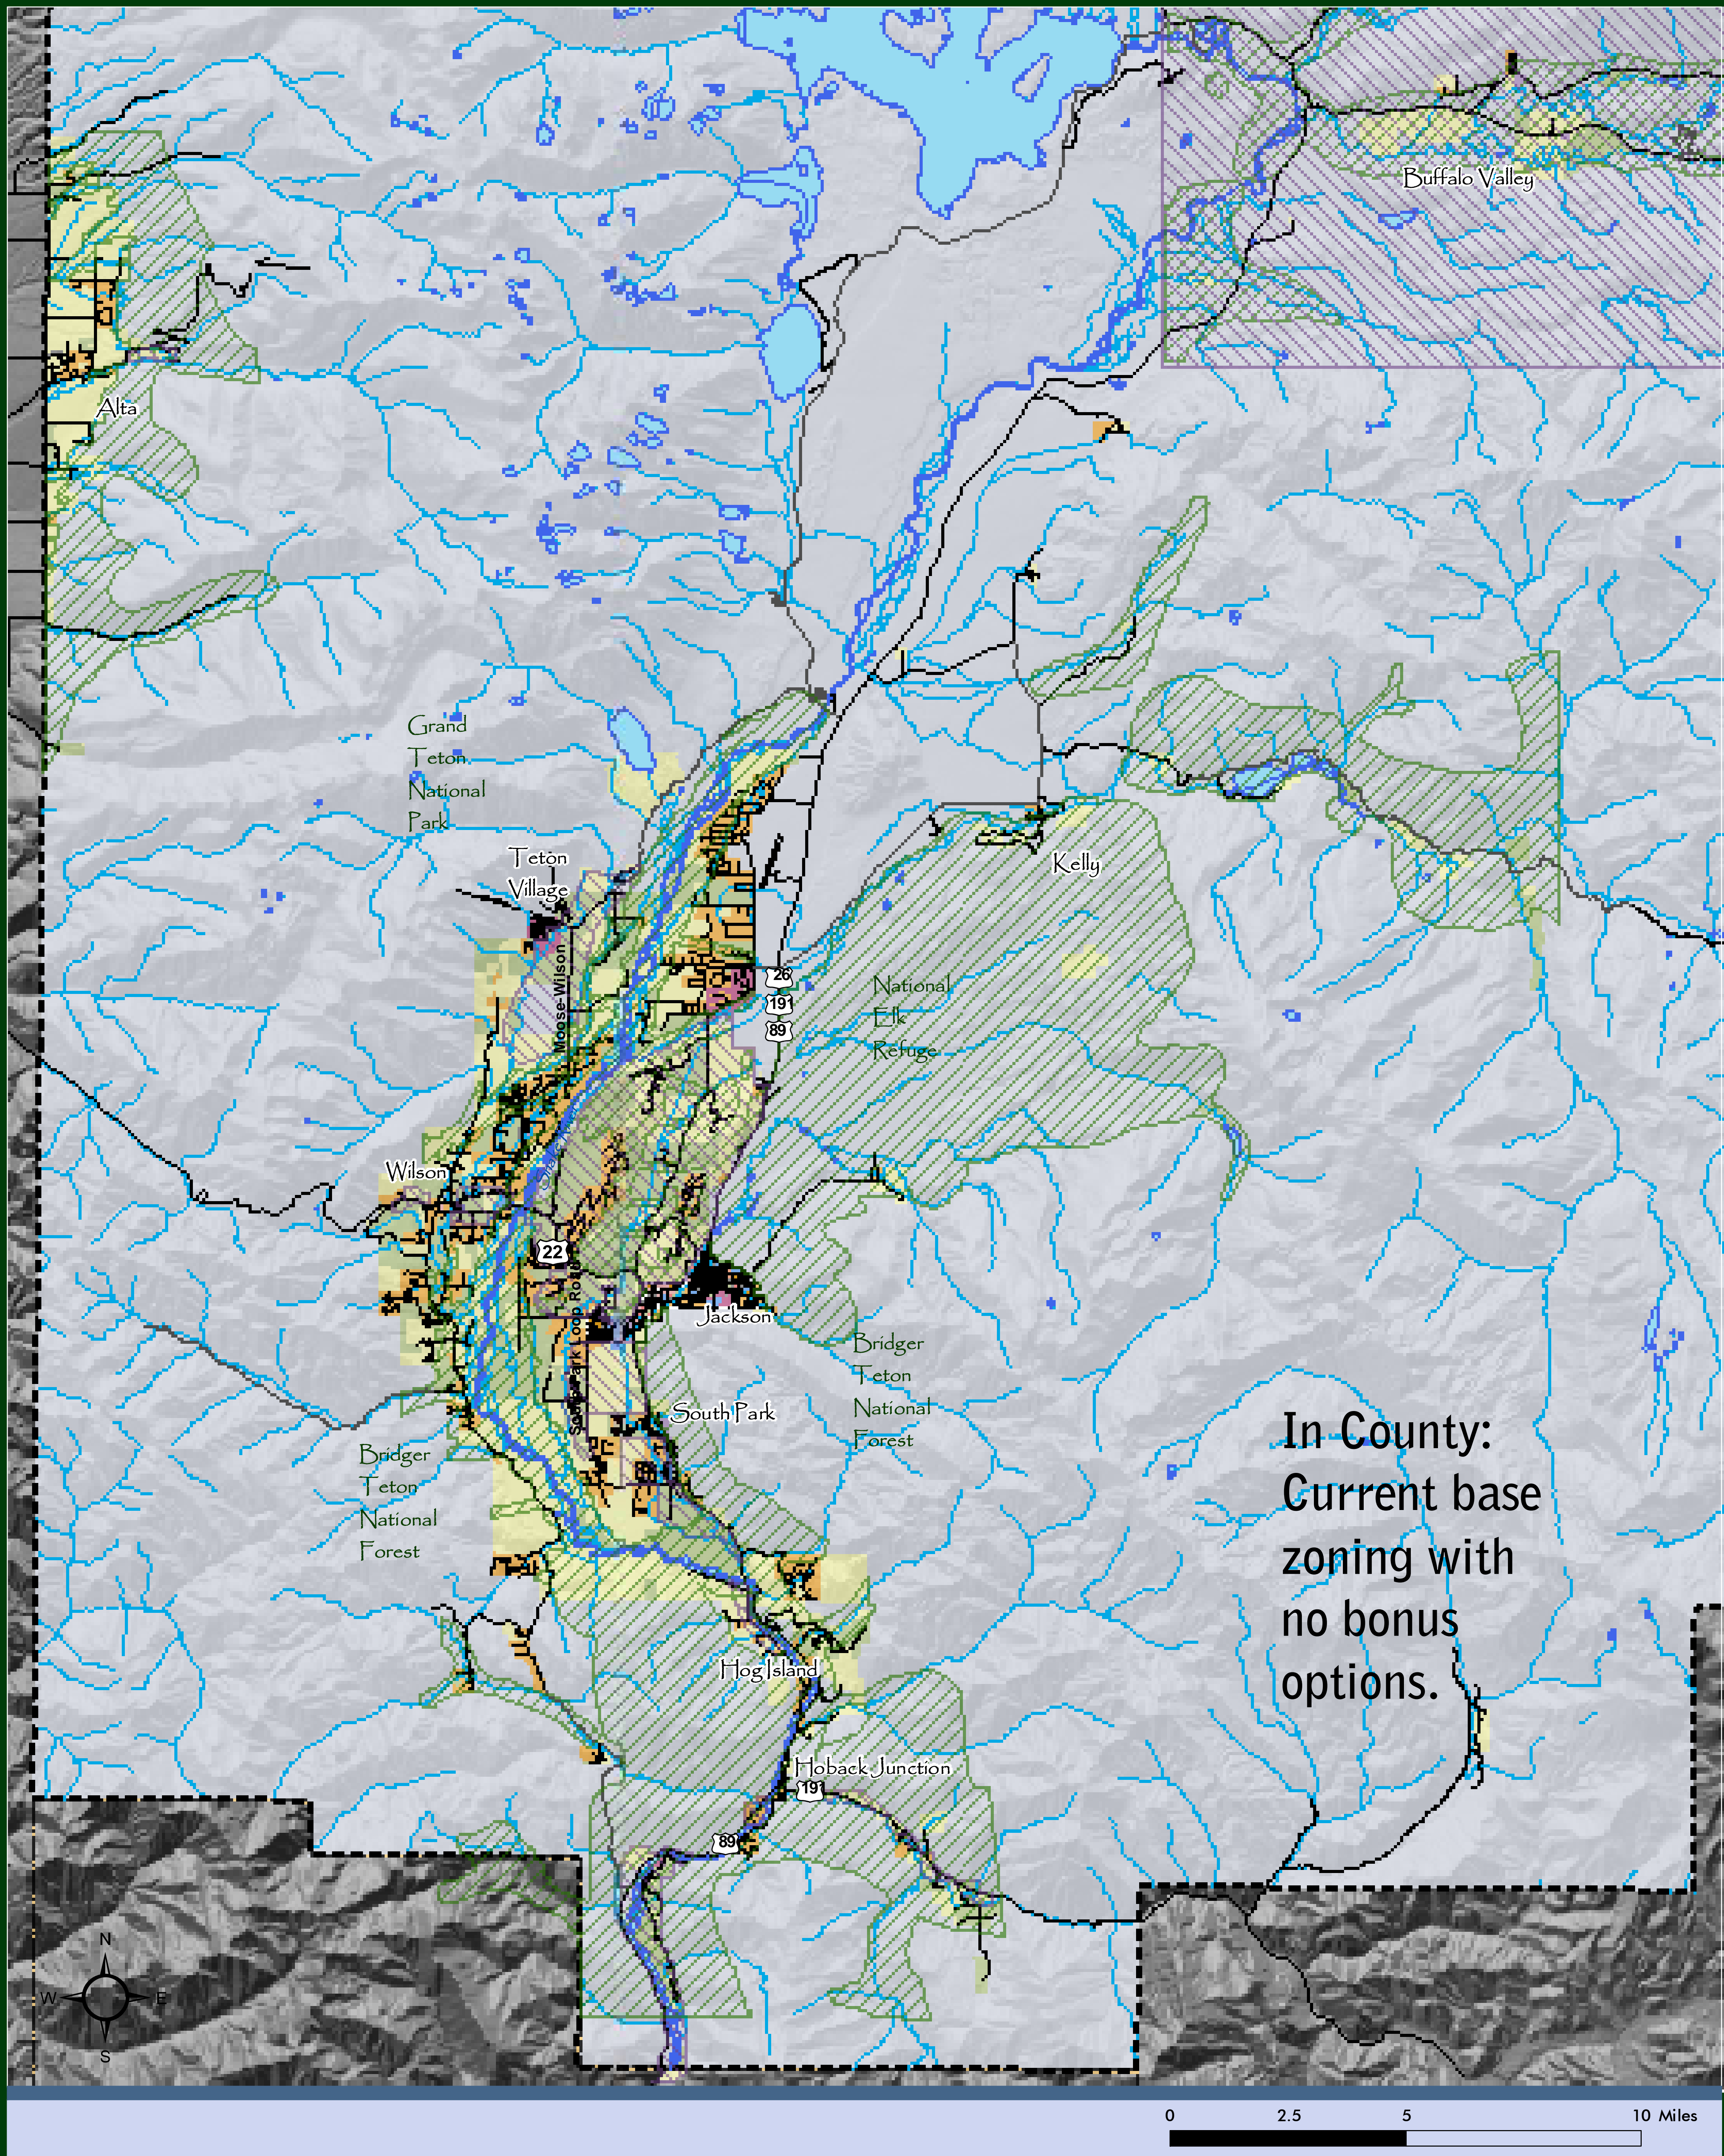 Buffalo Valley
Alta
Grand
Teton
National
Park
Teton
Village
Kelly
Moose-Wilson
26
191
89
National
Elk
Refuge
Wilson
22
South Park Loop Road
Jackson
Bridger
Teton
National
Forest
South Park
In County:
Current base
zoning with
no bonus
options.
Bridger
Teton
National
Forest
Hog Island
Hoback Junction
191
89
N
W E
S
0 2.5 5 10 Miles